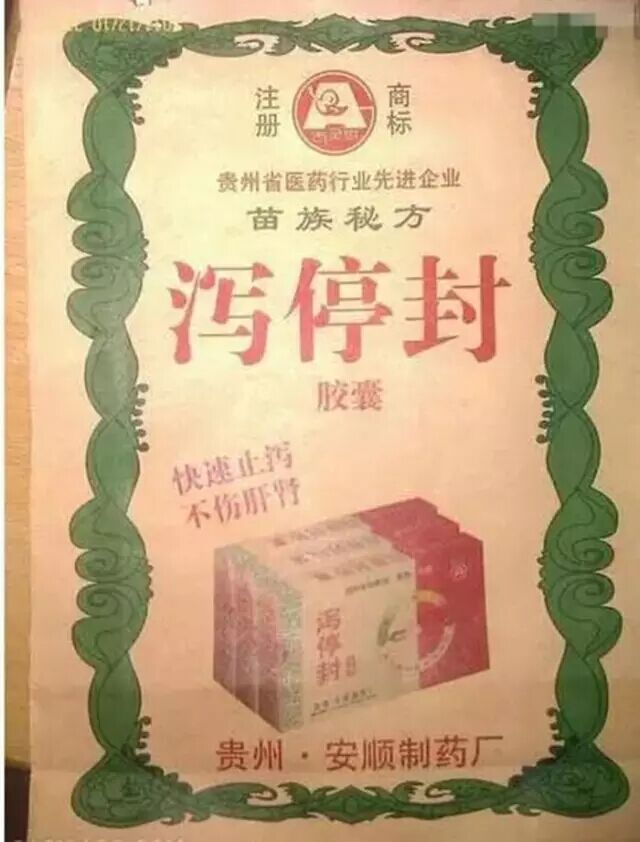 注册
商标
贵州省医药行业先进企业
苗族秘方
泻停封
胶囊
快速止泻
不伤肝肾
泻停封
贵州·安顺制药厂